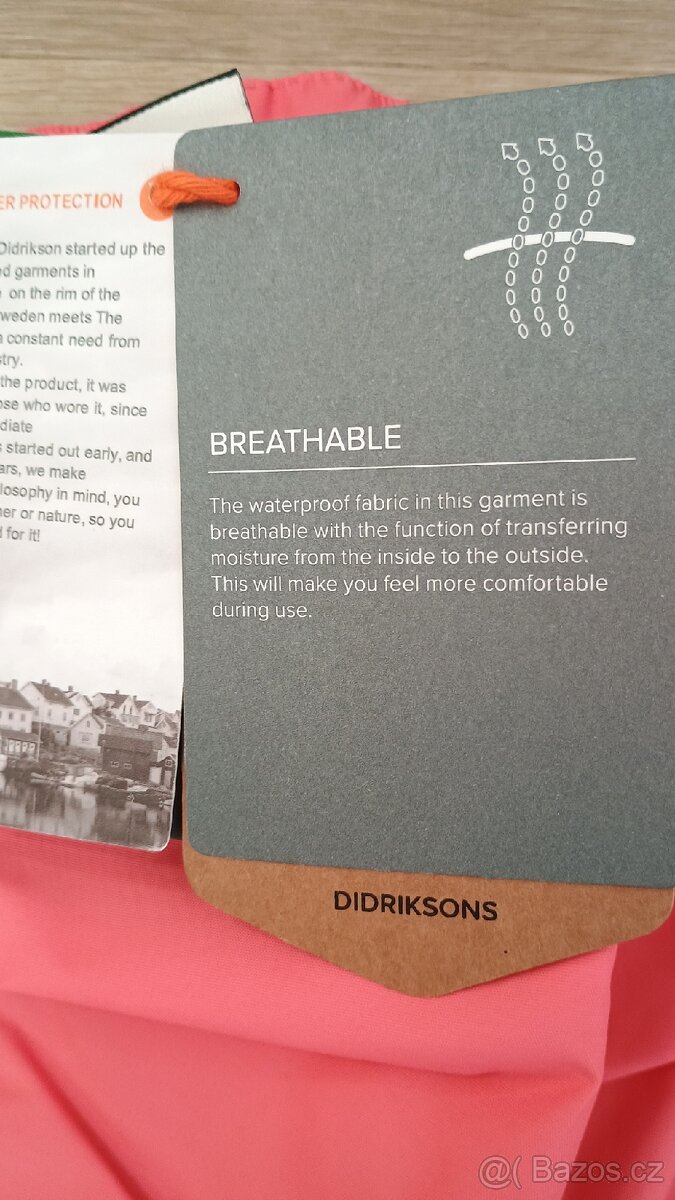 ER PROTECTION
Didrikson started up the
ed garments in
on the rim of the
weden meets The
constant need from
stry.
the product, it was
ose who wore it, since
diate
started out early, and
ars, we make
losophy in mind, you
er or nature, so you
for it!
BREATHABLE
The waterproof fabric in this garment is
breathable with the function of transferring
moisture from the inside to the outside.
This will make you feel more comfortable
during use.
DIDRIKSONS
@( Bazos.cz